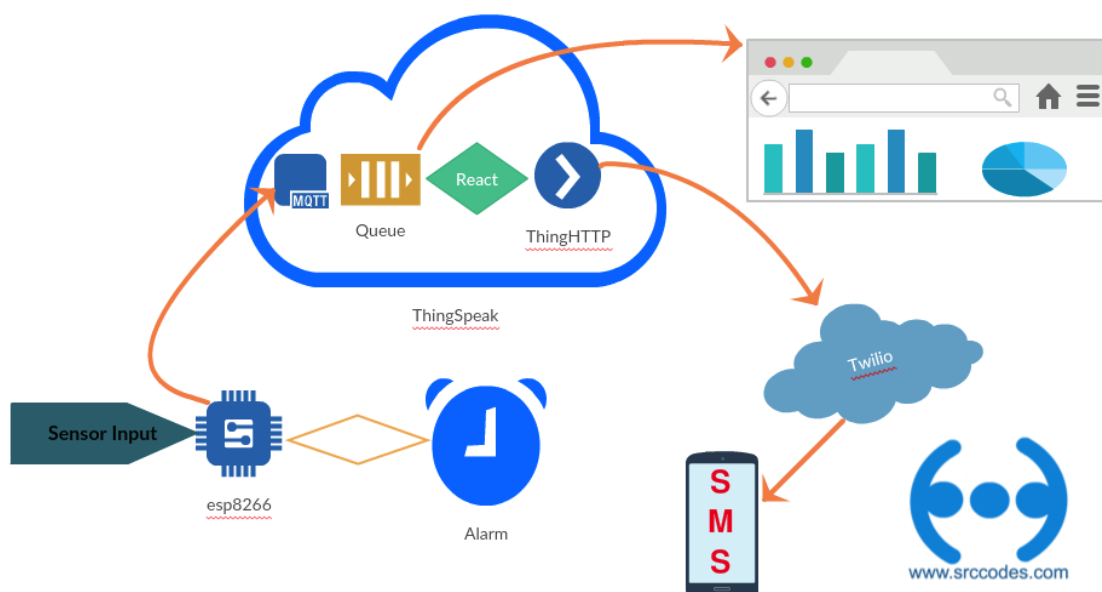 MQTT
Queue
React
ThingHTTP
ThingSpeak
Twilio
Sensor Input
esp8266
Alarm
S
M
S
www.srccodes.com